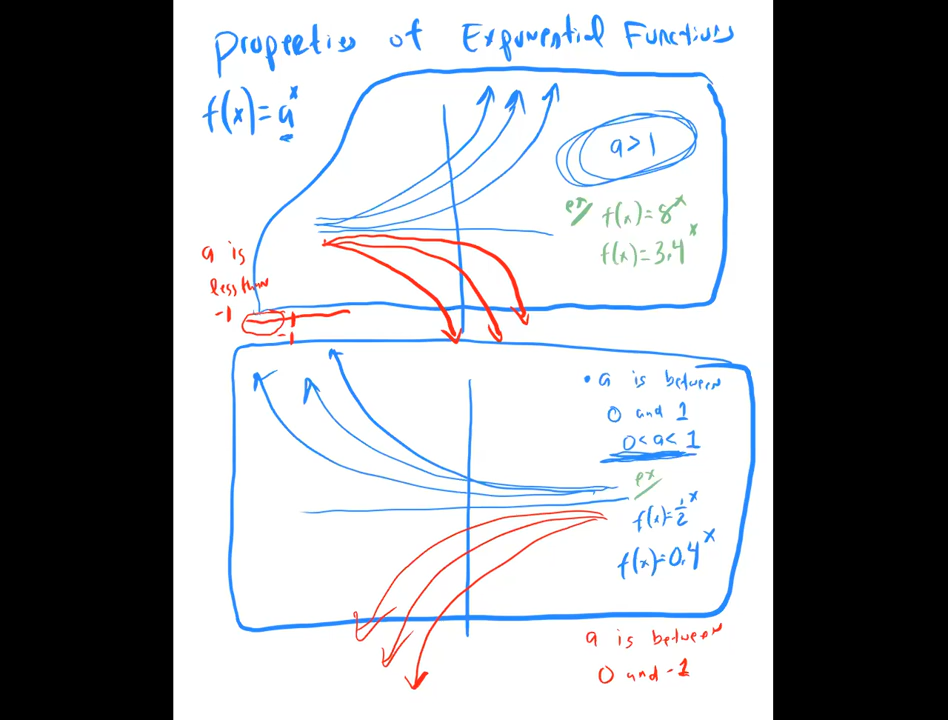 Properties of Exponential Functions
f(x)=a^x
a>1
ex/ f(x)=8^x
f(x)=3.4^x
a is
less than
-1
-1
• a is between
0 and 1
0<a<1
ex
f(x)=1/2^x
f(x)=0.4^x
a is between
0 and -1